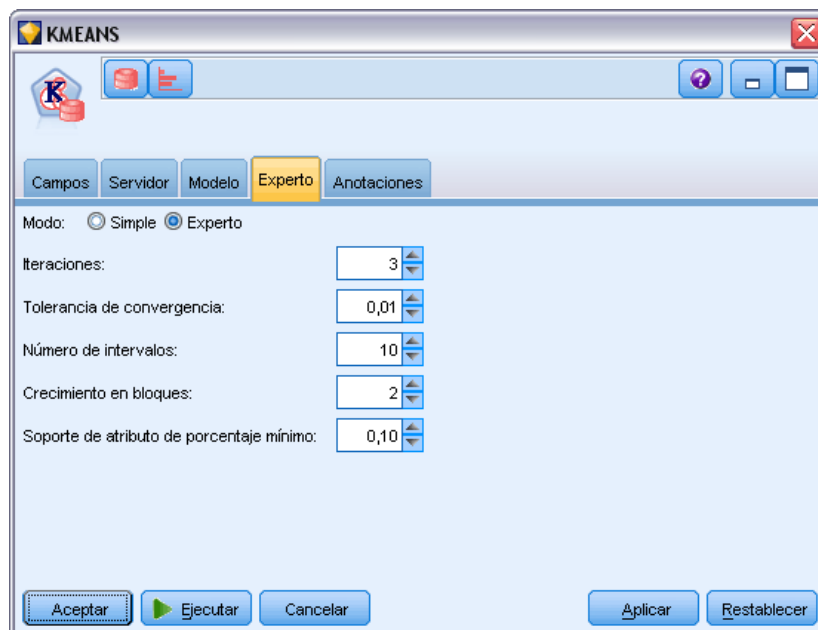 KMEANS
K
Campos Servidor Modelo Experto Anotaciones
Modo: Simple Experto
Iteraciones: 3
Tolerancia de convergencia: 0,01
Número de intervalos: 10
Crecimiento en bloques: 2
Soporte de atributo de porcentaje mínimo: 0,10
Aceptar Ejecutar Cancelar Aplicar Restablecer